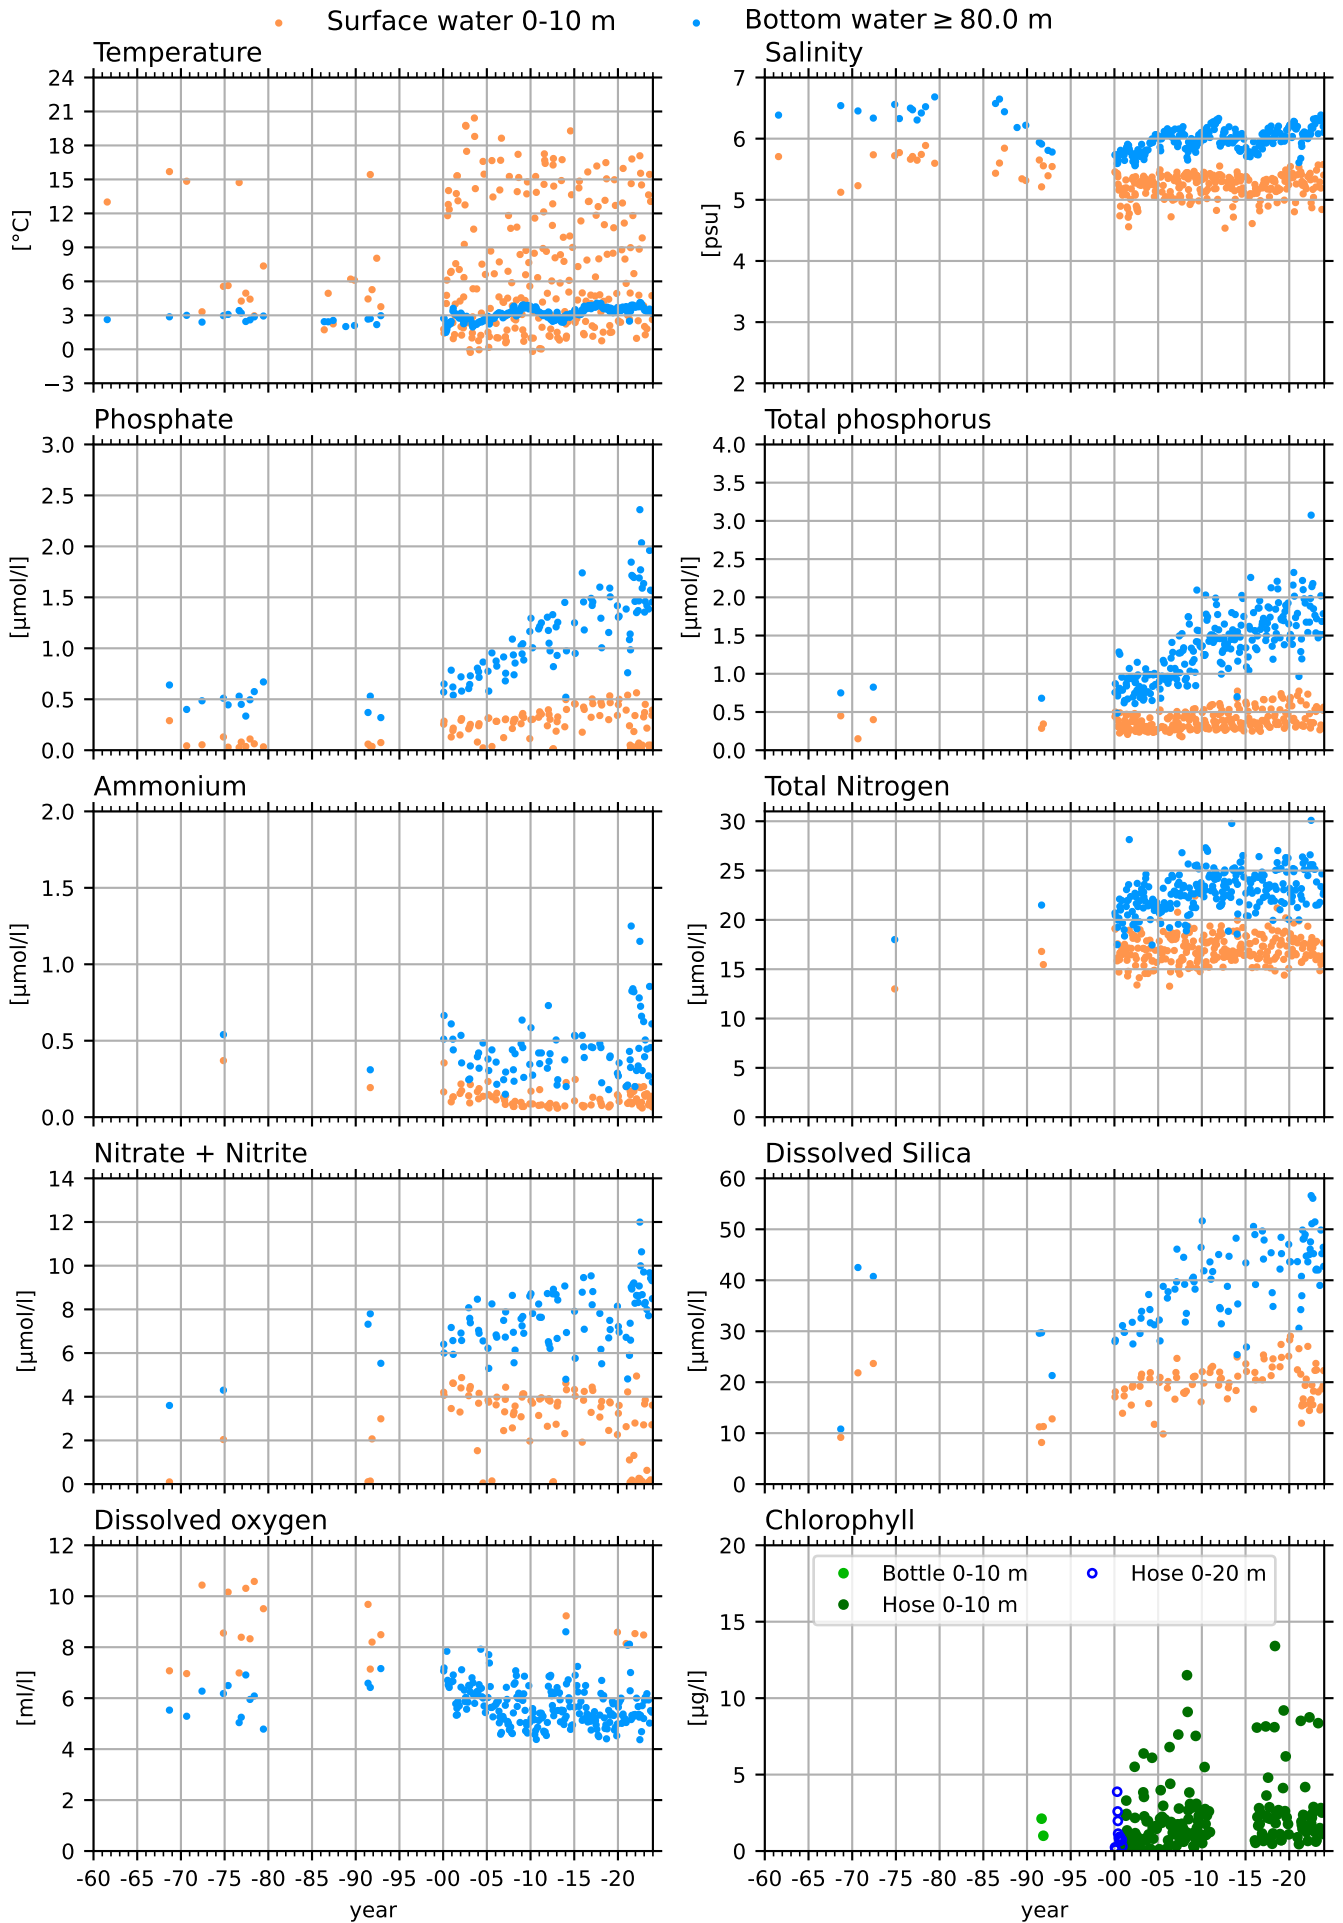 Surface water 0-10 m
Bottom water ≥ 80.0 m
Temperature
Salinity
24
21
18
15
12
9
6
3
0
−3
[°C]
7
6
5
4
3
2
[psu]
Phosphate
Total phosphorus
3.0
2.5
2.0
1.5
1.0
0.5
0.0
[µmol/l]
4.0
3.5
3.0
2.5
2.0
1.5
1.0
0.5
0.0
[µmol/l]
Ammonium
Total Nitrogen
2.0
1.5
1.0
0.5
0.0
[µmol/l]
30
25
20
15
10
5
0
[µmol/l]
Nitrate + Nitrite
Dissolved Silica
14
12
10
8
6
4
2
0
[µmol/l]
60
50
40
30
20
10
0
[µmol/l]
Dissolved oxygen
Chlorophyll
12
10
8
6
4
2
0
[ml/l]
20
15
10
5
0
[µg/l]
Bottle 0-10 m
Hose 0-10 m
Hose 0-20 m
-60 -65 -70 -75 -80 -85 -90 -95 -00 -05 -10 -15 -20
-60 -65 -70 -75 -80 -85 -90 -95 -00 -05 -10 -15 -20
year
year